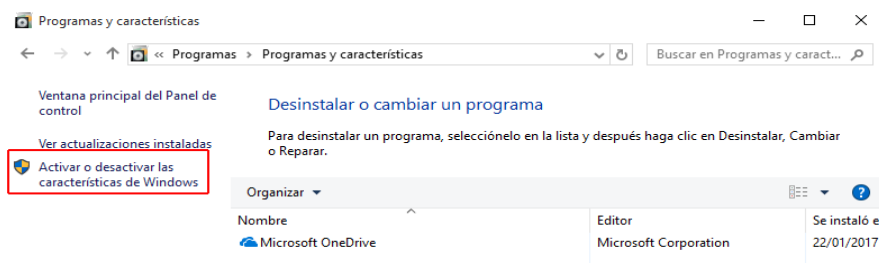 Programas y características
« Programas > Programas y características
Buscar en Programas y caract...
Ventana principal del Panel de
control
Ver actualizaciones instaladas
Activar o desactivar las
características de Windows
Desinstalar o cambiar un programa
Para desinstalar un programa, selecciónelo en la lista y después haga clic en Desinstalar, Cambiar
o Reparar.
Organizar
Nombre Editor Se instaló e
Microsoft OneDrive Microsoft Corporation 22/01/2017